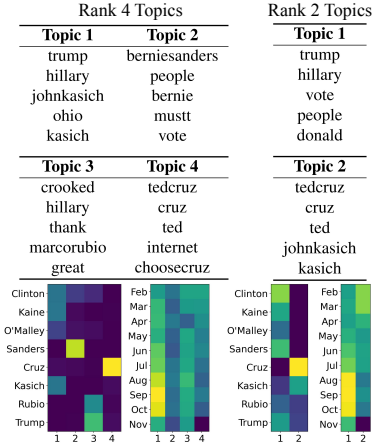 Rank 4 Topics
Topic 1 Topic 2
trump berniesanders
hillary people
johnkasich bernie
ohio mustt
kasich vote
Topic 3 Topic 4
crooked tedcruz
hillary cruz
thank ted
marcorubio internet
great choosecruz
Clinton
Kaine
O'Malley
Sanders
Cruz
Kasich
Rubio
Trump
1 2 3 4
Feb
Mar
Apr
May
Jun
Jul
Aug
Sep
Oct
Nov
1 2 3 4
Rank 2 Topics
Topic 1
trump
hillary
vote
people
donald
Topic 2
tedcruz
cruz
ted
johnkasich
kasich
Clinton
Kaine
O'Malley
Sanders
Cruz
Kasich
Rubio
Trump
1 2
Feb
Mar
Apr
May
Jun
Jul
Aug
Sep
Oct
Nov
1 2